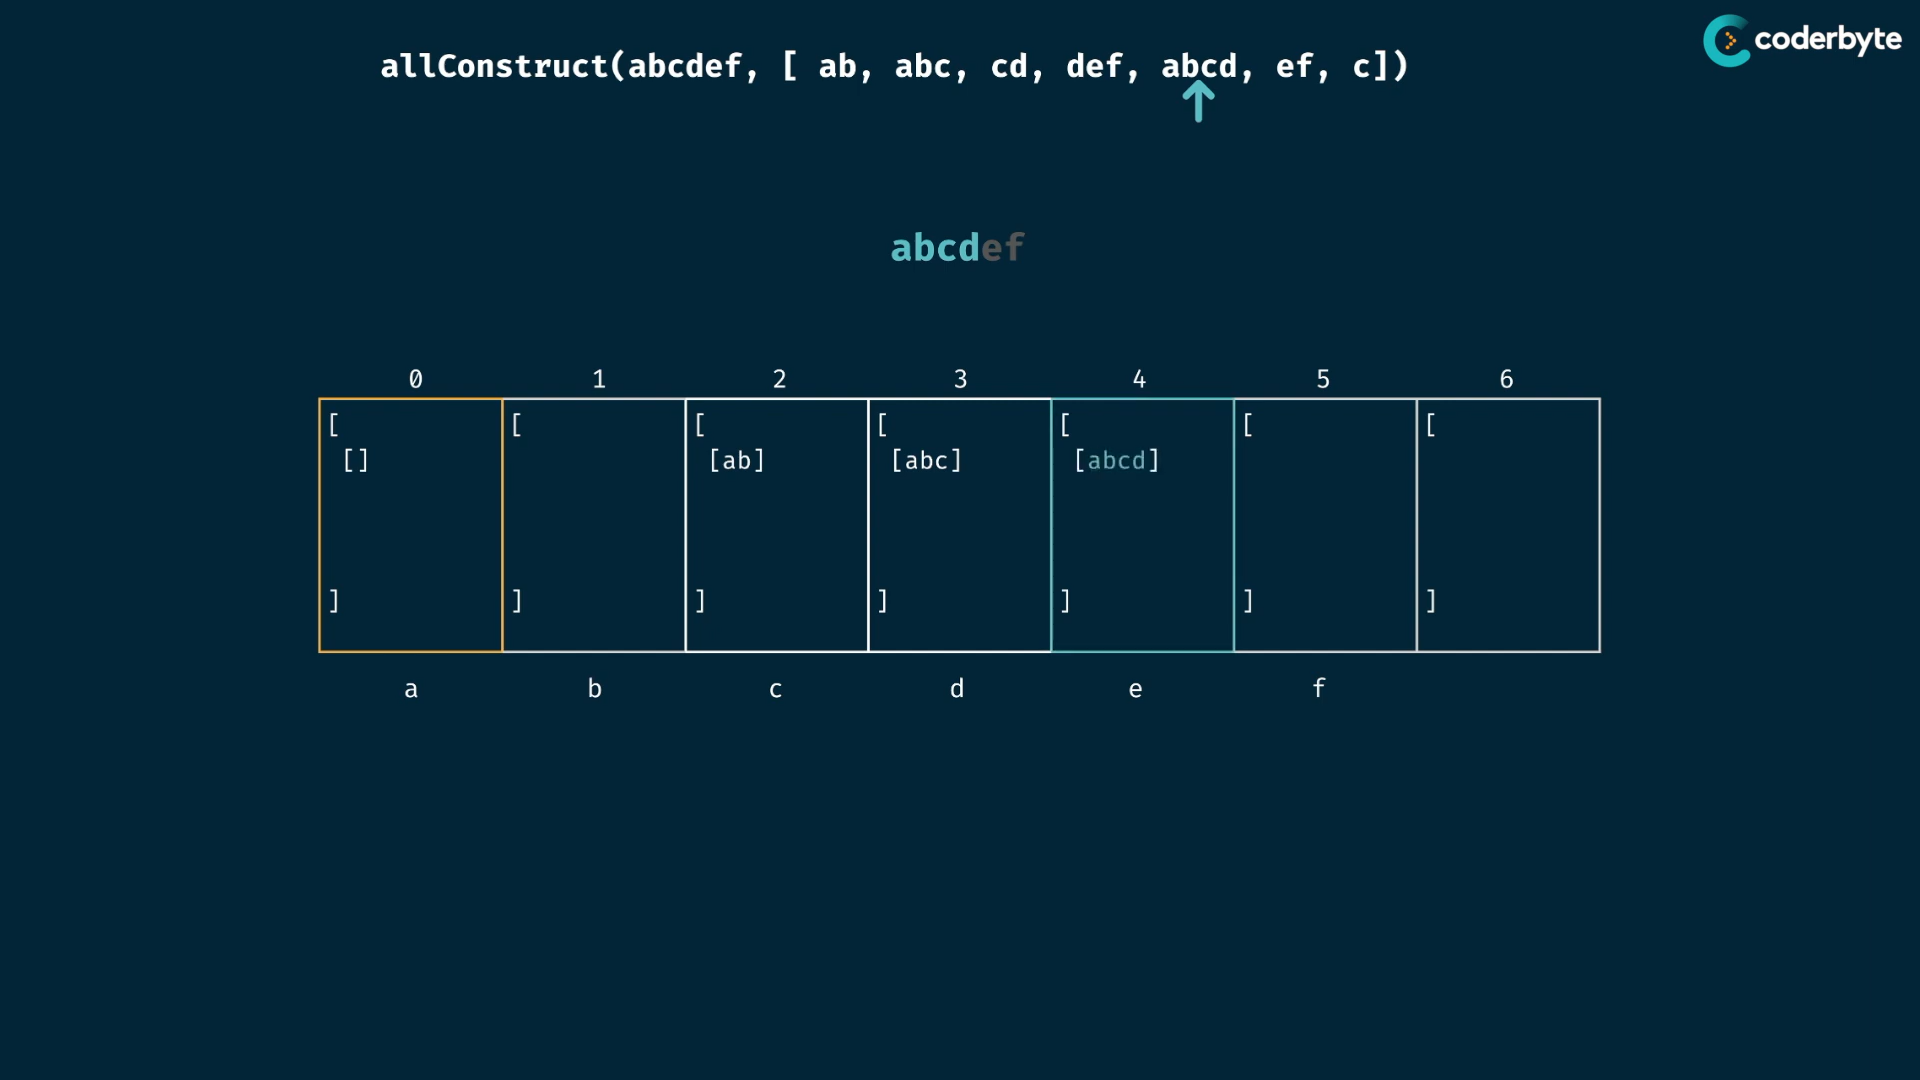 coderbyte
allConstruct(abcdef, [ ab, abc, cd, def, abcd, ef, c])
abcdef
0 1 2 3 4 5 6
[ [ [ [ [ [ [
[] [ab] [abc] [abcd]
] ] ] ] ] ] ]
a b c d e f